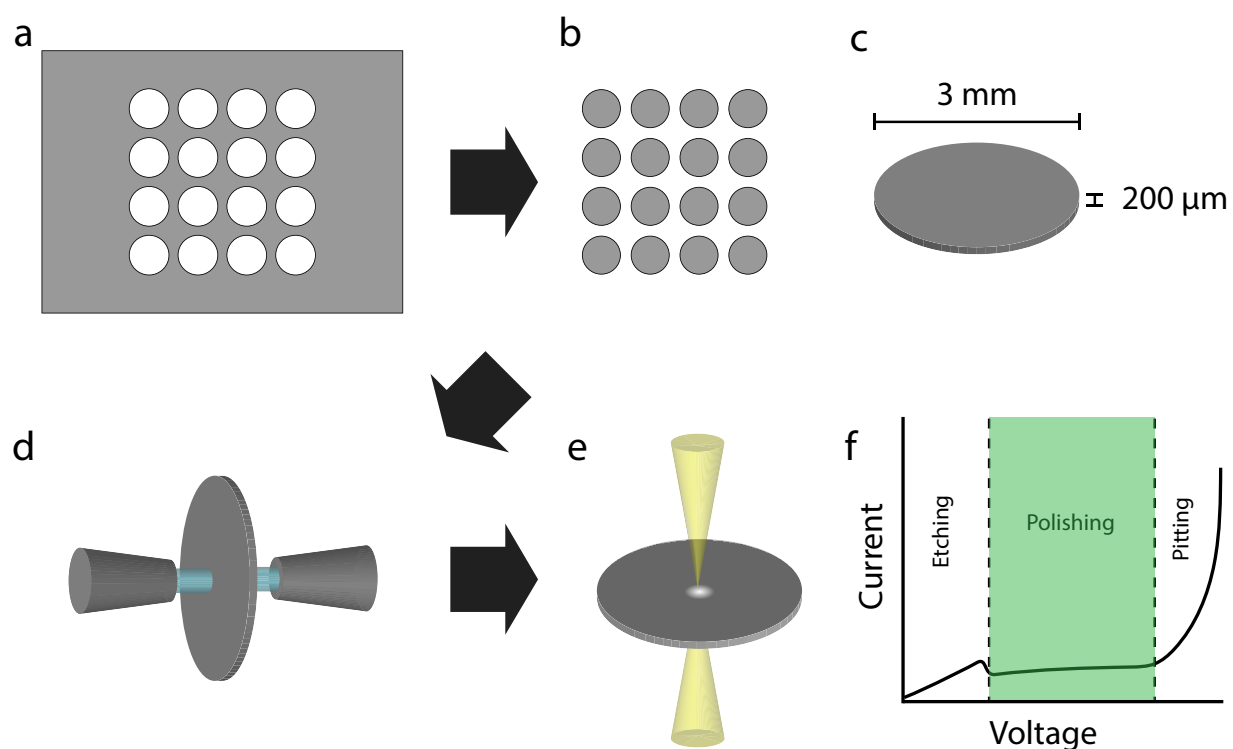 a
b
c
3 mm
200 μm
d
e
f
Etching
Polishing
Pitting
Current
Voltage